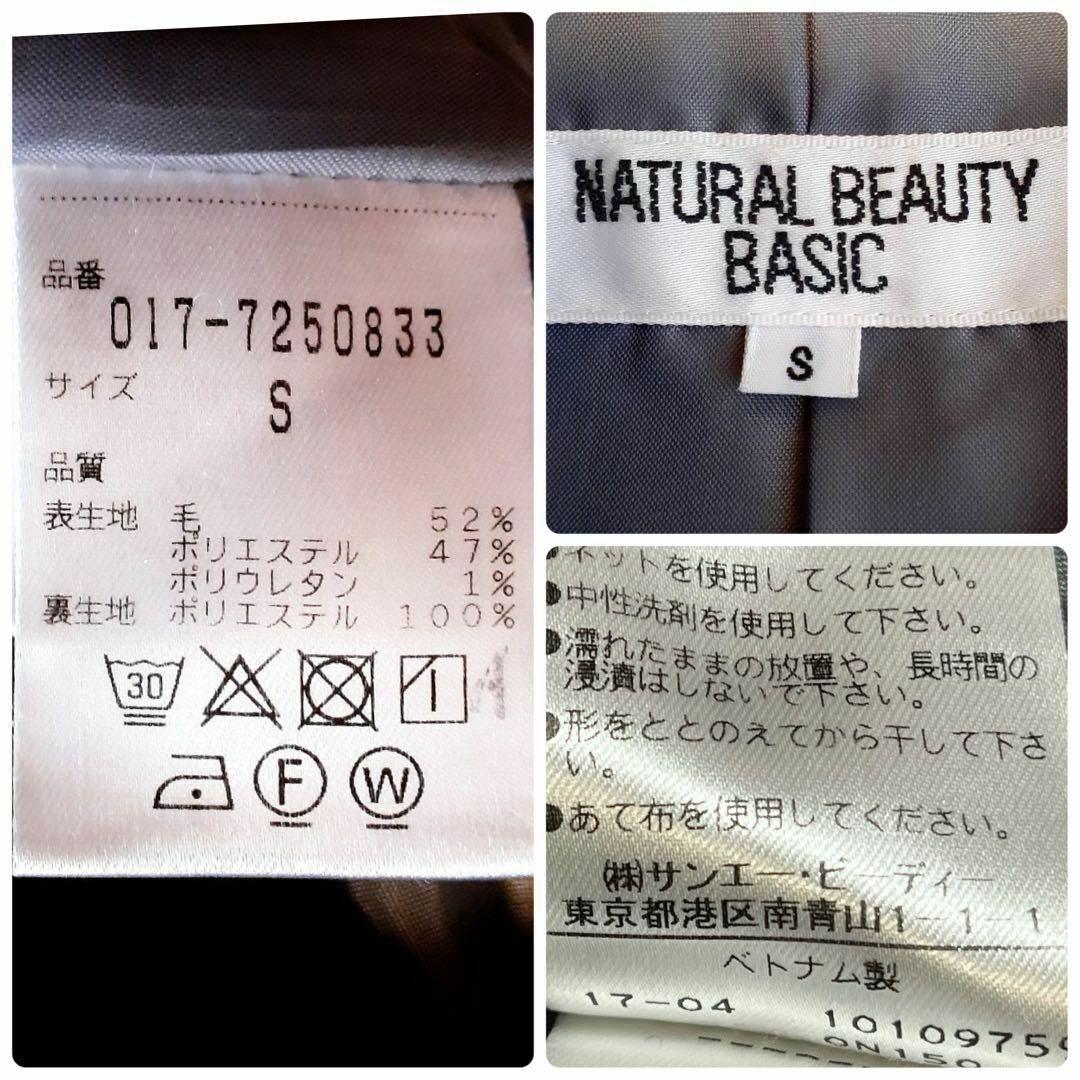 品番
017-7250833
サイズ S
品質
表生地 毛 52%
ポリエステル 47%
ポリウレタン 1%
裏生地 ポリエステル 100%
30
F W
NATURAL BEAUTY
BASIC
S
ネットを使用してください。
●中性洗剤を使用して下さい。
●濡れたままの放置や、長時間の
浸漬はしないで下さい。
●形をととのえてから干して下さ
い。
●あて布を使用してください。
(株)サンエー・ビーディー
東京都港区南青山1-1-1
ベトナム製
17-04 1010975